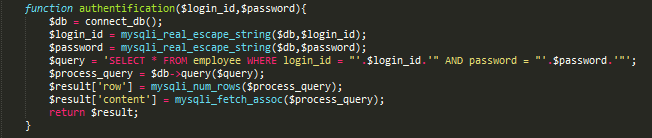 function authentification($login_id,$password){
$db = connect_db();
$login_id = mysqli_real_escape_string($db,$login_id);
$password = mysqli_real_escape_string($db,$password);
$query = 'SELECT * FROM employee WHERE login_id = "'.$login_id.'" AND password = "'.$password.'"';
$process_query = $db->query($query);
$result['row'] = mysqli_num_rows($process_query);
$result['content'] = mysqli_fetch_assoc($process_query);
return $result;
}